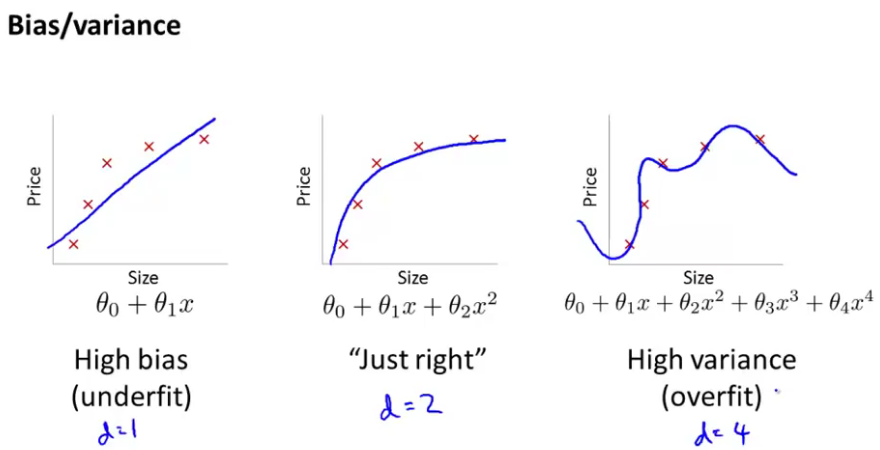 Bias/variance
Price
Size
θ₀ + θ₁x
High bias
(underfit)
d=1
Price
Size
θ₀ + θ₁x + θ₂x²
“Just right”
d=2
Price
Size
θ₀ + θ₁x + θ₂x² + θ₃x³ + θ₄x⁴
High variance
(overfit)
d=4